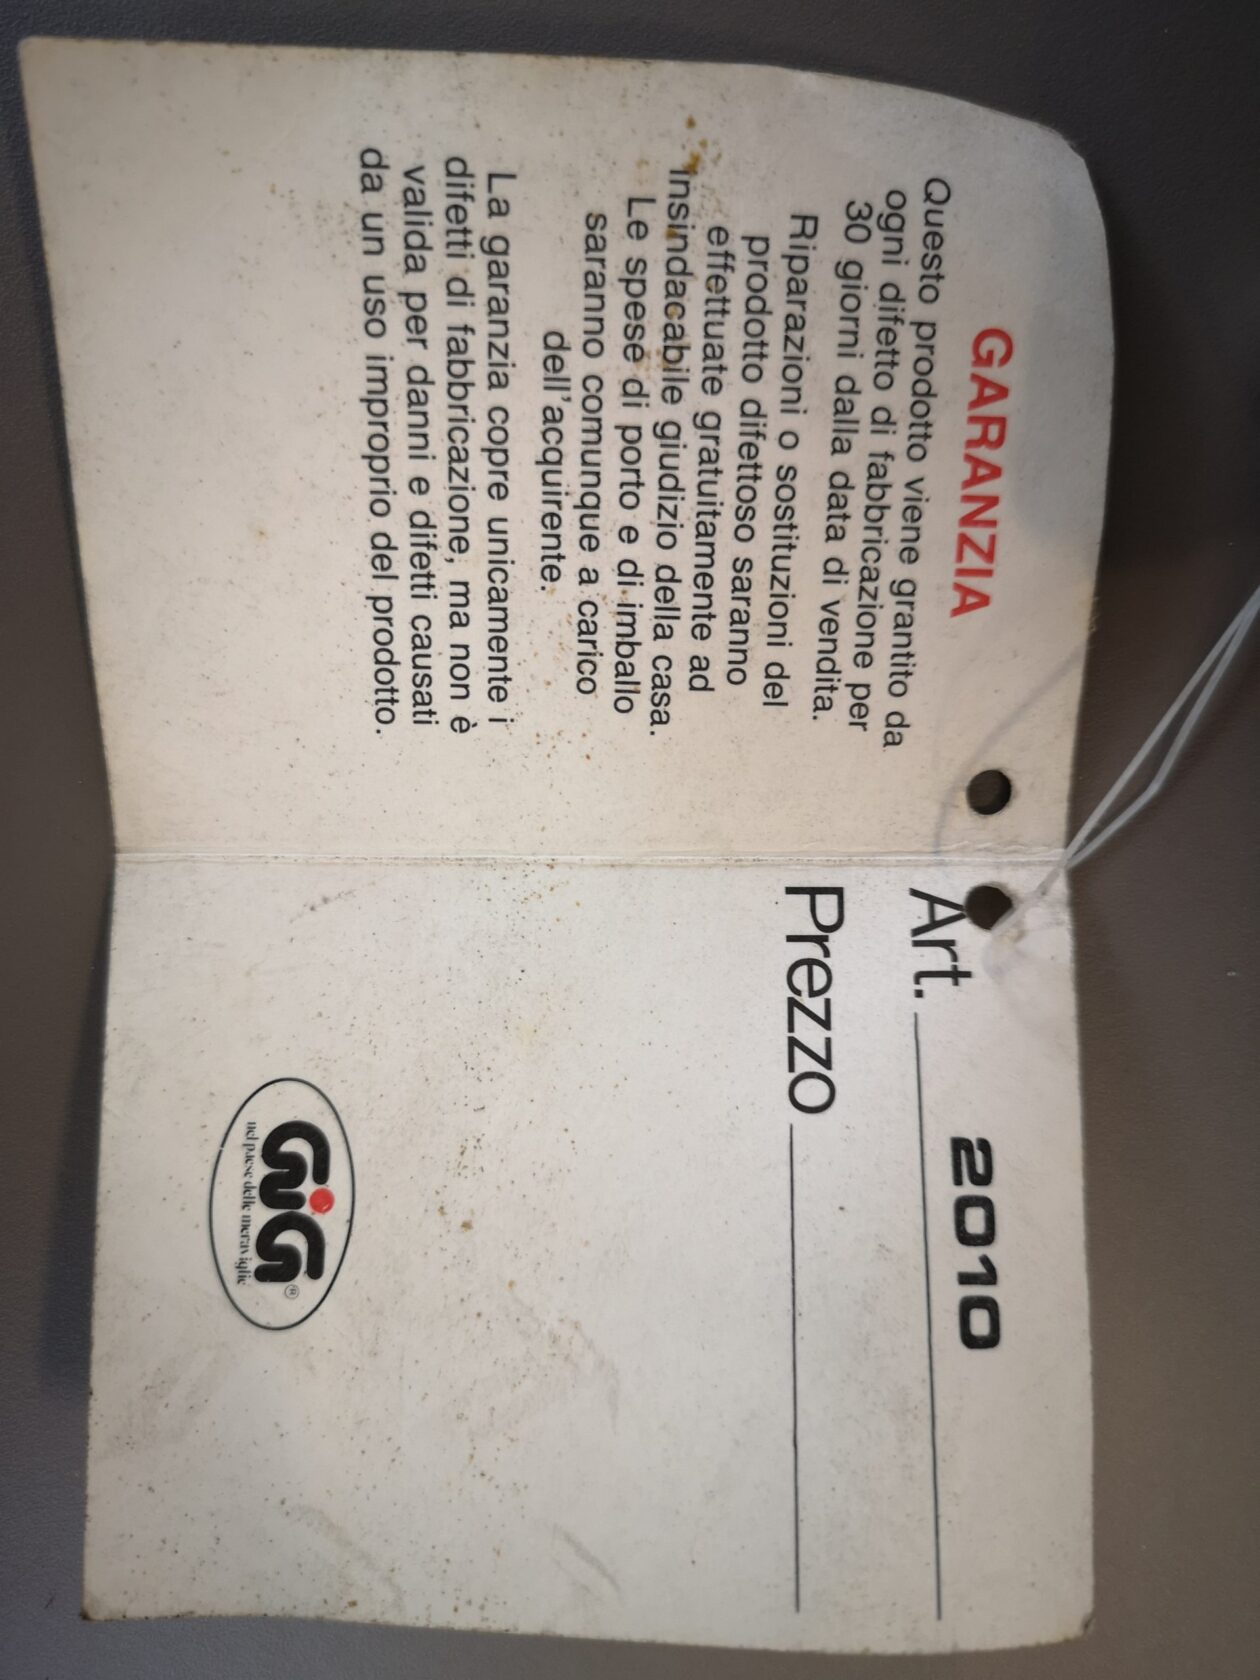 GARANZIA
Questo prodotto viene grantito da
ogni difetto di fabbricazione per
30 giorni dalla data di vendita.
Riparazioni o sostituzioni del
prodotto difettoso saranno
effettuate gratuitamente ad
insindacabile giudizio della casa.
Le spese di porto e di imballo
saranno comunque a carico
dell'acquirente.
La garanzia copre unicamente i
difetti di fabbricazione, ma non è
valida per danni e difetti causati
da un uso improprio del prodotto.
Art. 2010
Prezzo
GiG®
nel paese delle meraviglie